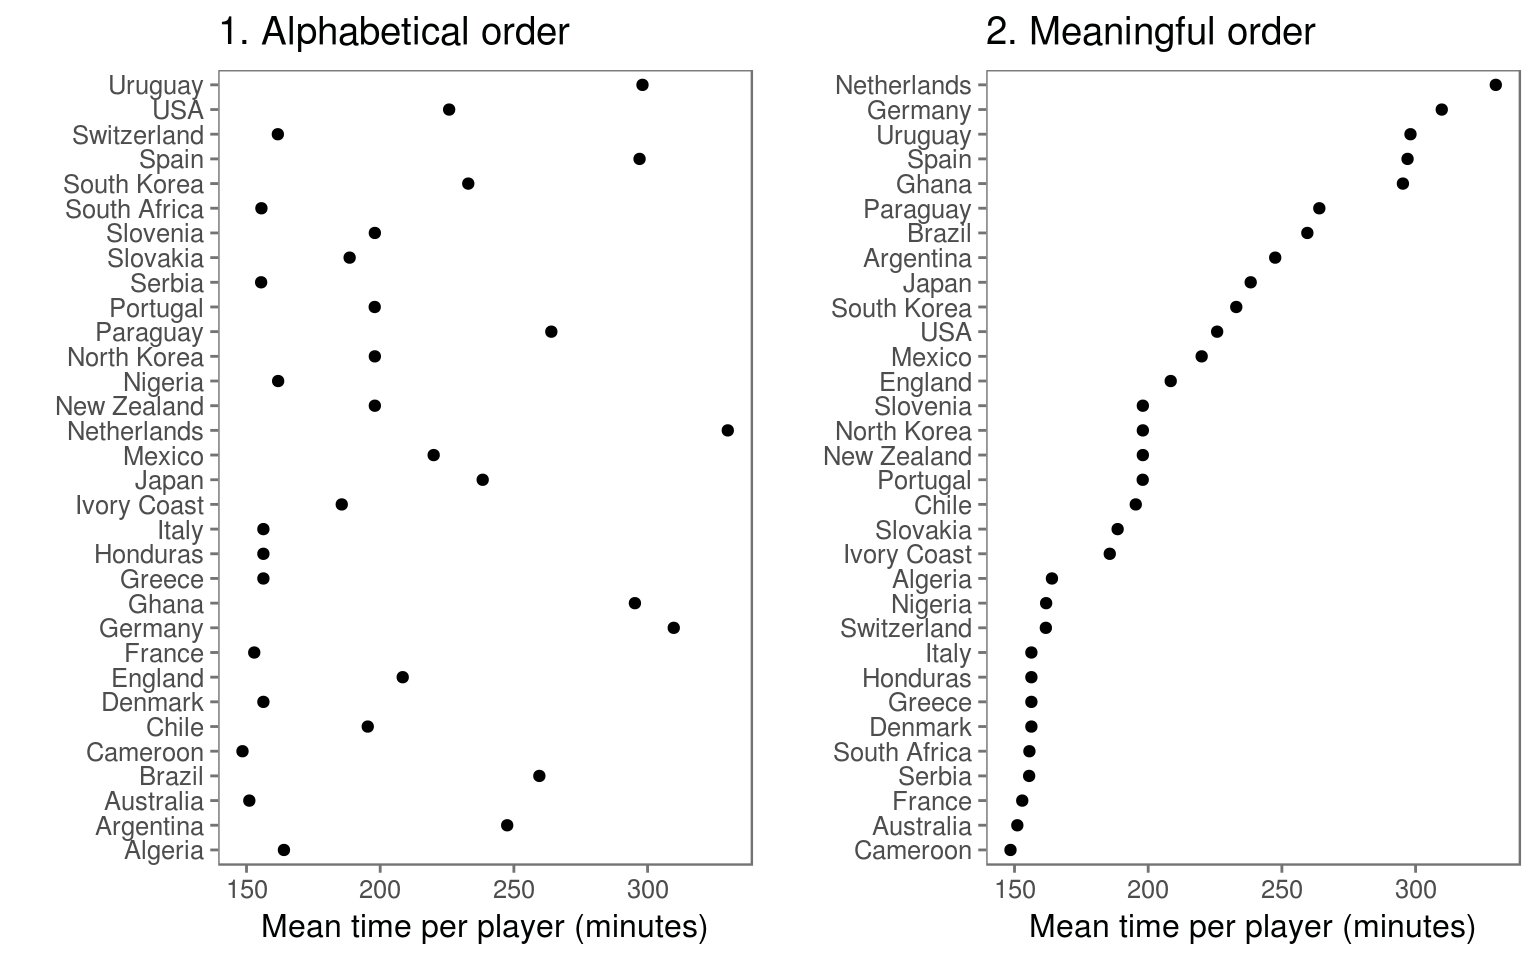 1. Alphabetical order
Uruguay
USA
Switzerland
Spain
South Korea
South Africa
Slovenia
Slovakia
Serbia
Portugal
Paraguay
North Korea
Nigeria
New Zealand
Netherlands
Mexico
Japan
Ivory Coast
Italy
Honduras
Greece
Ghana
Germany
France
England
Denmark
Chile
Cameroon
Brazil
Australia
Argentina
Algeria
150 200 250 300
Mean time per player (minutes)
2. Meaningful order
Netherlands
Germany
Uruguay
Spain
Ghana
Paraguay
Brazil
Argentina
Japan
South Korea
USA
Mexico
England
Slovenia
North Korea
New Zealand
Portugal
Chile
Slovakia
Ivory Coast
Algeria
Nigeria
Switzerland
Italy
Honduras
Greece
Denmark
South Africa
Serbia
France
Australia
Cameroon
150 200 250 300
Mean time per player (minutes)